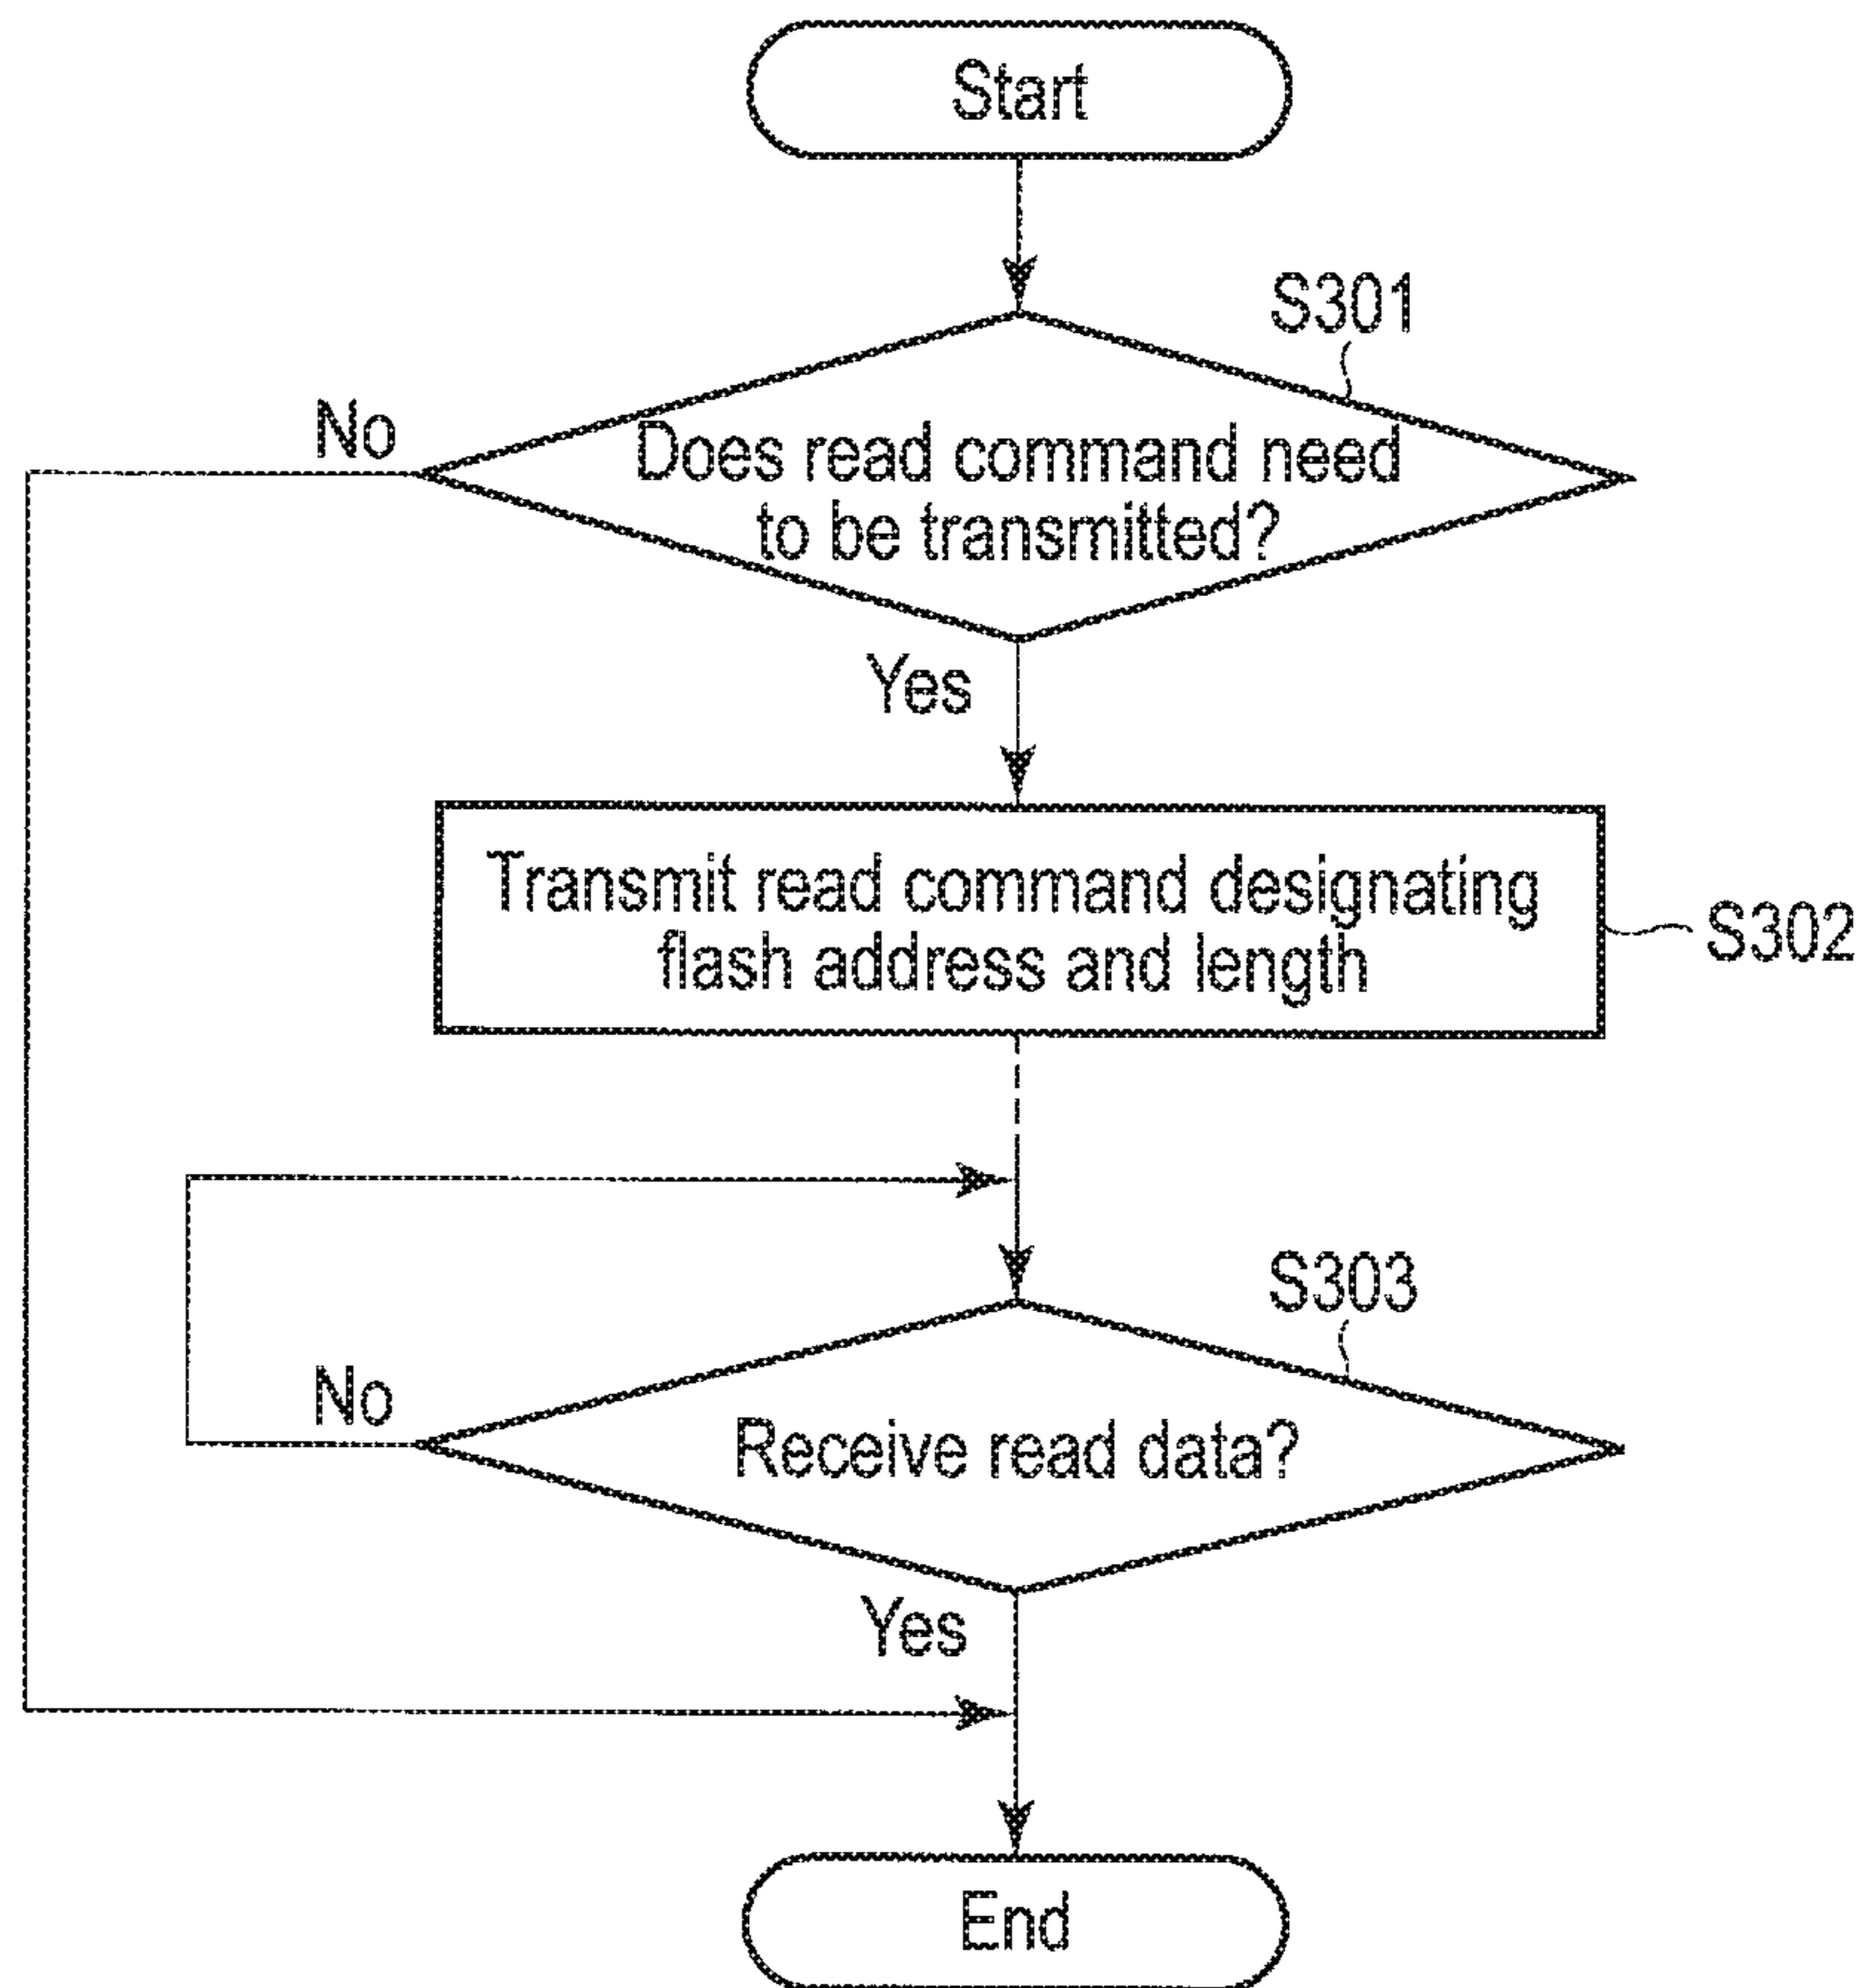 Start
S301
No
Does read command need
to be transmitted?
Yes
Transmit read command designating
flash address and length
S302
S303
No
Receive read data?
Yes
End